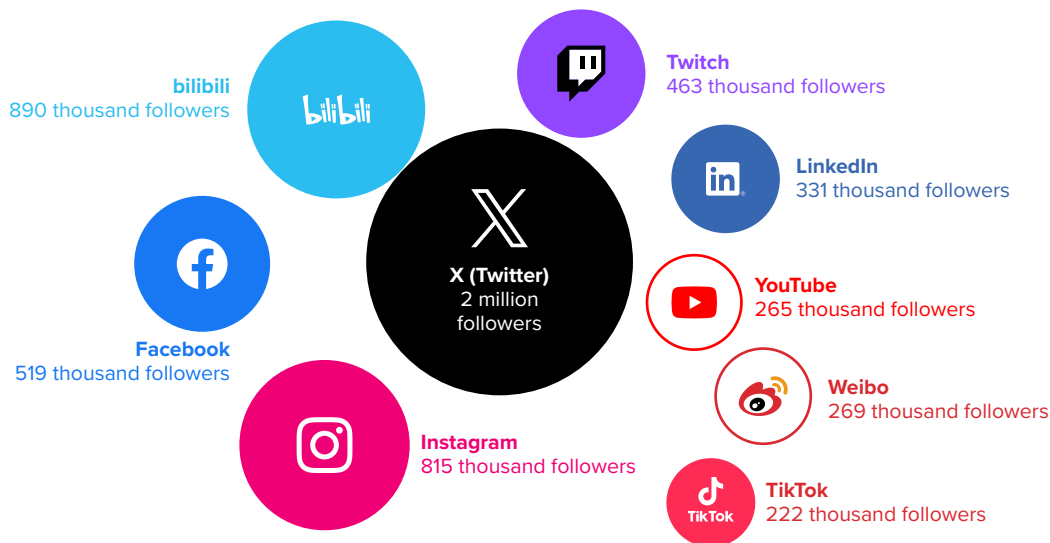 bilibili
890 thousand followers
bilibili
Twitch
463 thousand followers
in
LinkedIn
331 thousand followers
X (Twitter)
2 million
followers
YouTube
265 thousand followers
Facebook
519 thousand followers
Weibo
269 thousand followers
Instagram
815 thousand followers
TikTok
TikTok
222 thousand followers